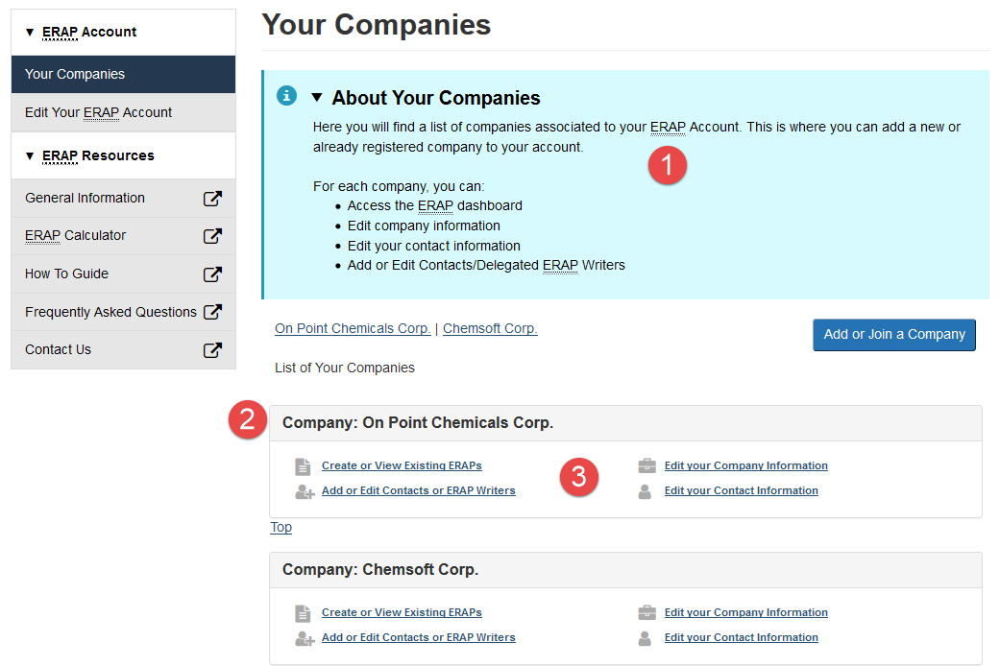 ▼ ERAP Account
Your Companies
Edit Your ERAP Account
▼ ERAP Resources
General Information
ERAP Calculator
How To Guide
Frequently Asked Questions
Contact Us
Your Companies
i ▼ About Your Companies
Here you will find a list of companies associated to your ERAP Account. This is where you can add a new or
already registered company to your account.
1
For each company, you can:
• Access the ERAP dashboard
• Edit company information
• Edit your contact information
• Add or Edit Contacts/Delegated ERAP Writers
On Point Chemicals Corp. | Chemsoft Corp.
Add or Join a Company
List of Your Companies
2
Company: On Point Chemicals Corp.
Create or View Existing ERAPs
3
Edit your Company Information
Add or Edit Contacts or ERAP Writers
Edit your Contact Information
Top
Company: Chemsoft Corp.
Create or View Existing ERAPs
Edit your Company Information
Add or Edit Contacts or ERAP Writers
Edit your Contact Information